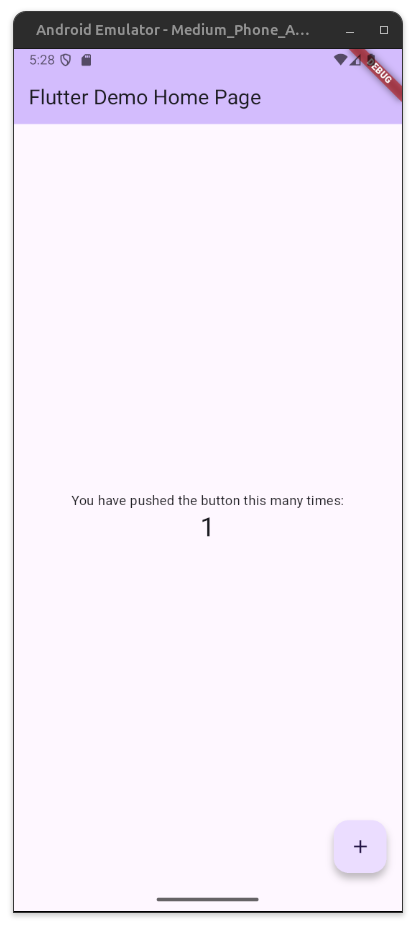 Android Emulator - Medium_Phone_A...
5:28
DEBUG
Flutter Demo Home Page
You have pushed the button this many times:
1
+